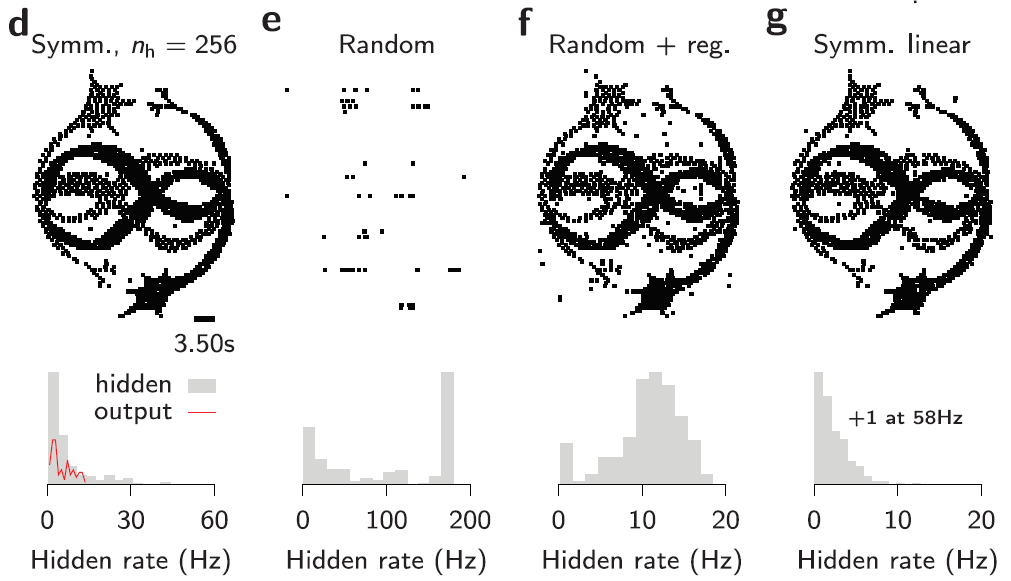 d
Symm., nh = 256
e
Random
f
Random + reg.
g
Symm. linear
3.50s
hidden
output
+1 at 58Hz
0 30 60
0 100 200
0 10 20
0 20
Hidden rate (Hz)
Hidden rate (Hz)
Hidden rate (Hz)
Hidden rate (Hz)